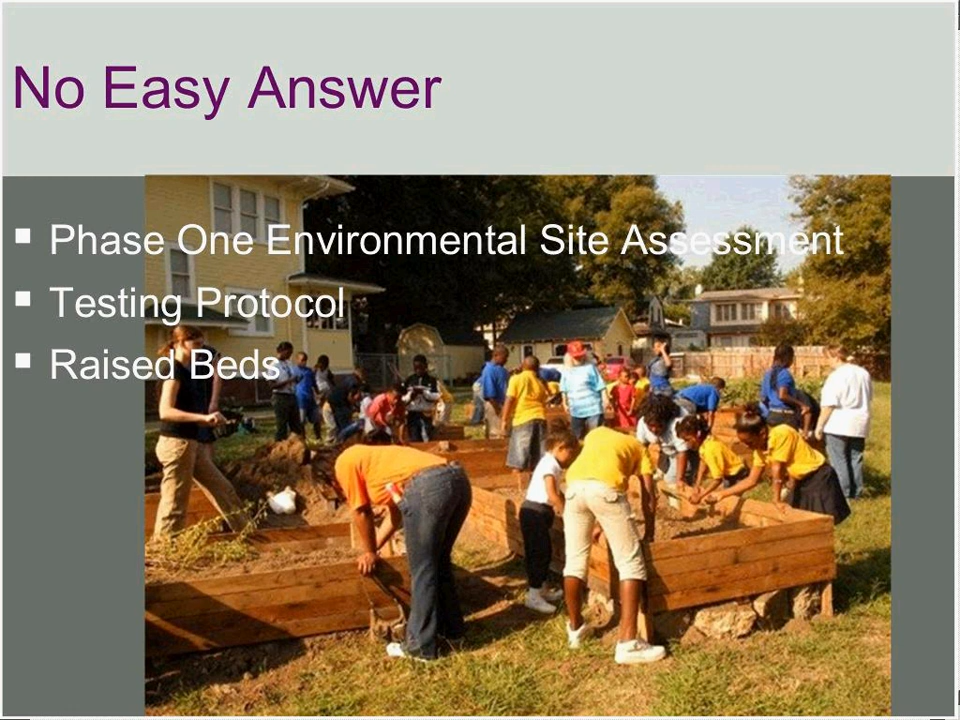 No Easy Answer
▪ Phase One Environmental Site Assessment
▪ Testing Protocol
▪ Raised Beds